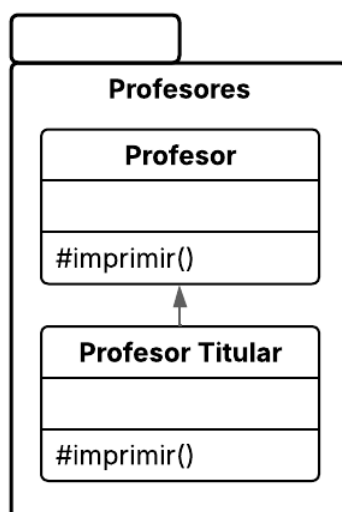 Profesores
Profesor
#imprimir()
Profesor Titular
#imprimir()